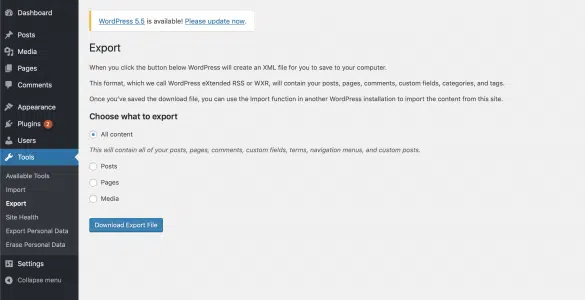 Dashboard
Posts
Media
Pages
Comments
Appearance
Plugins 2
Users
Tools
Available Tools
Import
Export
Site Health
Export Personal Data
Erase Personal Data
Settings
Collapse menu
WordPress 5.5 is available! Please update now.
Export
When you click the button below WordPress will create an XML file for you to save to your computer.
This format, which we call WordPress eXtended RSS or WXR, will contain your posts, pages, comments, custom fields, categories, and tags.
Once you've saved the download file, you can use the Import function in another WordPress installation to import the content from this site.
Choose what to export
All content
This will contain all of your posts, pages, comments, custom fields, terms, navigation menus, and custom posts.
Posts
Pages
Media
Download Export File